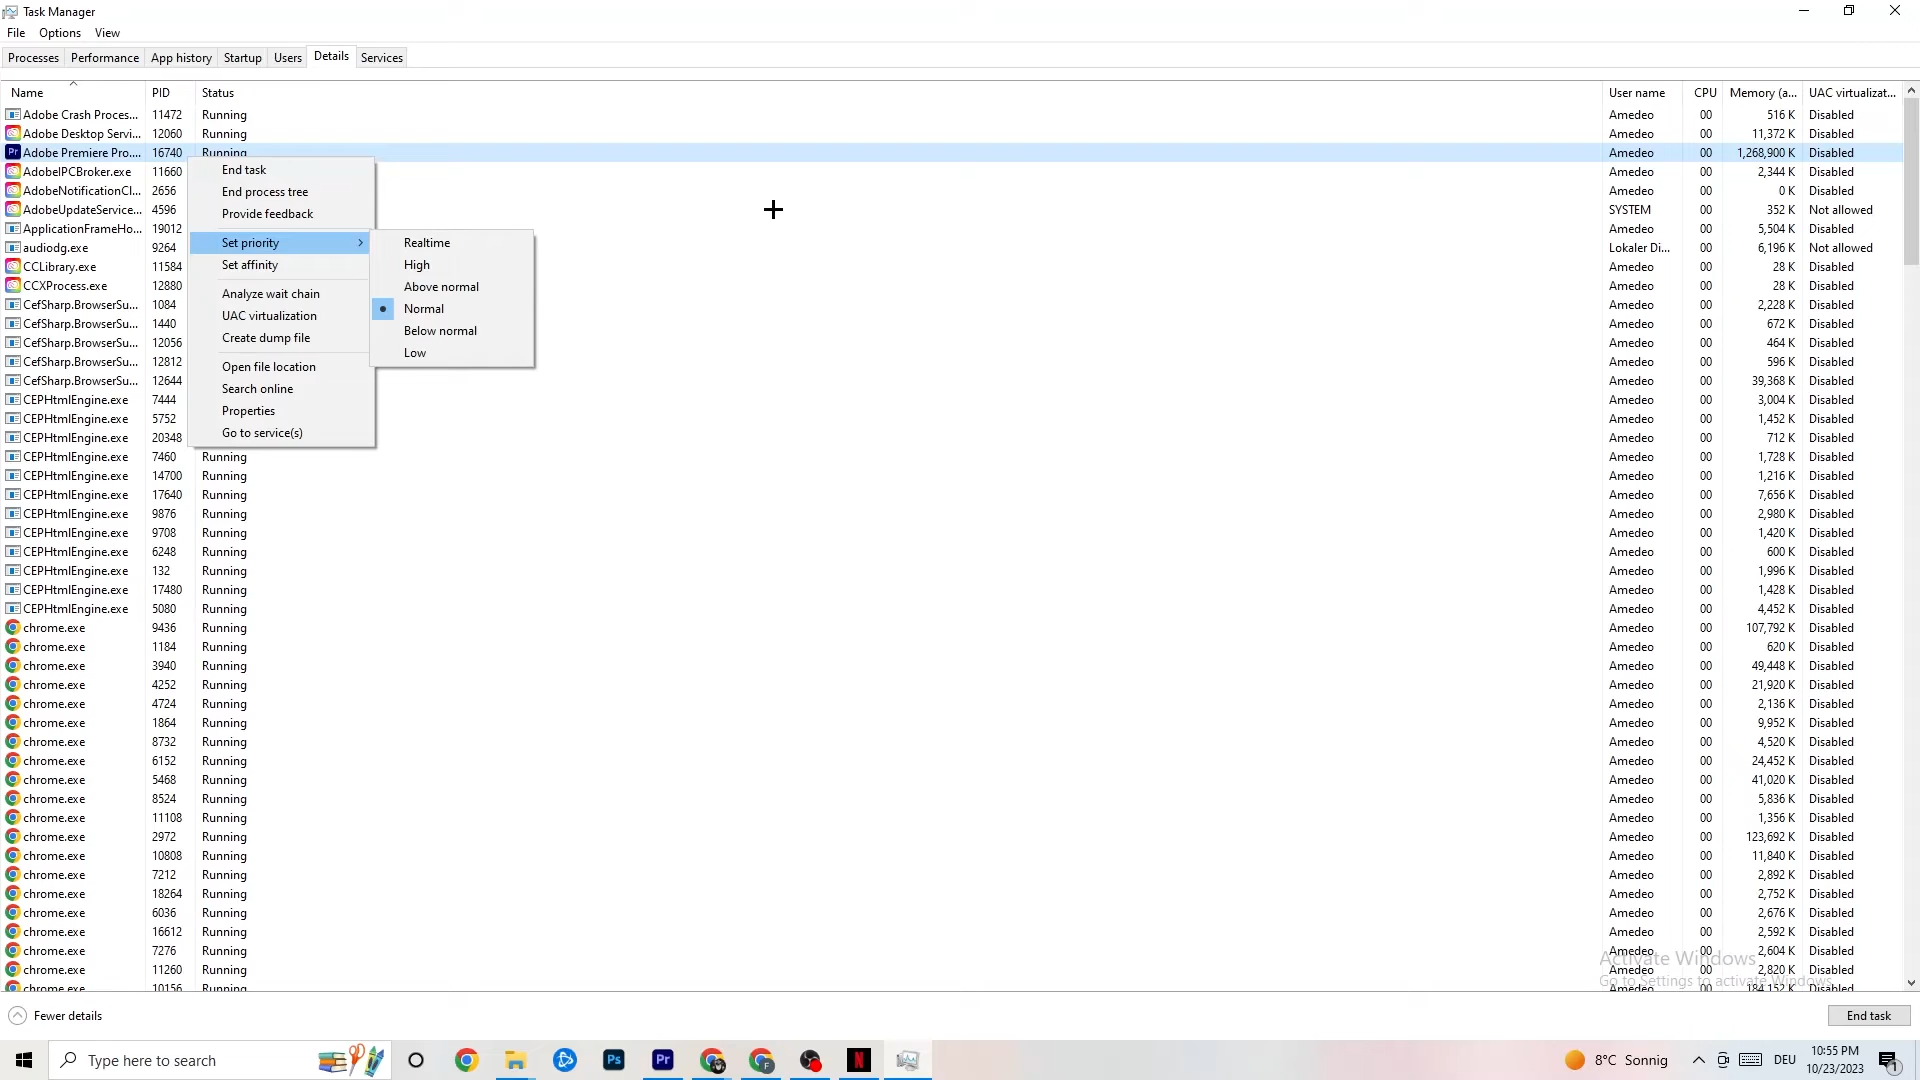 Task Manager
File Options View
Processes Performance App history Startup Users Details Services
Name PID Status User name CPU Memory (a... UAC virtualizat...
Adobe Crash Proces... 11472 Running Amedeo 00 516 K Disabled
Adobe Desktop Servi... 12060 Running Amedeo 00 11,372 K Disabled
Pr Adobe Premiere Pro.... 16740 Running Amedeo 00 1,268,900 K Disabled
AdobeIPCBroker.exe 11660 Amedeo 00 2,344 K Disabled
AdobeNotificationCl... 2656 Amedeo 00 0 K Disabled
AdobeUpdateService... 4596 SYSTEM 00 352 K Not allowed
ApplicationFrameHo... 19012 Amedeo 00 5,504 K Disabled
audiodg.exe 9264 Lokaler Di... 00 6,196 K Not allowed
CCLibrary.exe 11584 Amedeo 00 28 K Disabled
CCXProcess.exe 12880 Amedeo 00 28 K Disabled
CefSharp.BrowserSu... 1084 Amedeo 00 2,228 K Disabled
CefSharp.BrowserSu... 1440 Amedeo 00 672 K Disabled
CefSharp.BrowserSu... 12056 Amedeo 00 464 K Disabled
CefSharp.BrowserSu... 12812 Amedeo 00 596 K Disabled
CefSharp.BrowserSu... 12644 Amedeo 00 39,368 K Disabled
CEPHtmlEngine.exe 7444 Amedeo 00 3,004 K Disabled
CEPHtmlEngine.exe 5752 Amedeo 00 1,452 K Disabled
CEPHtmlEngine.exe 20348 Amedeo 00 712 K Disabled
CEPHtmlEngine.exe 7460 Running Amedeo 00 1,728 K Disabled
CEPHtmlEngine.exe 14700 Running Amedeo 00 1,216 K Disabled
CEPHtmlEngine.exe 17640 Running Amedeo 00 7,656 K Disabled
CEPHtmlEngine.exe 9876 Running Amedeo 00 2,980 K Disabled
CEPHtmlEngine.exe 9708 Running Amedeo 00 1,420 K Disabled
CEPHtmlEngine.exe 6248 Running Amedeo 00 600 K Disabled
CEPHtmlEngine.exe 132 Running Amedeo 00 1,996 K Disabled
CEPHtmlEngine.exe 17480 Running Amedeo 00 1,428 K Disabled
CEPHtmlEngine.exe 5080 Running Amedeo 00 4,452 K Disabled
chrome.exe 9436 Running Amedeo 00 107,792 K Disabled
chrome.exe 1184 Running Amedeo 00 620 K Disabled
chrome.exe 3940 Running Amedeo 00 49,448 K Disabled
chrome.exe 4252 Running Amedeo 00 21,920 K Disabled
chrome.exe 4724 Running Amedeo 00 2,136 K Disabled
chrome.exe 1864 Running Amedeo 00 9,952 K Disabled
chrome.exe 8732 Running Amedeo 00 4,520 K Disabled
chrome.exe 6152 Running Amedeo 00 24,452 K Disabled
chrome.exe 5468 Running Amedeo 00 41,020 K Disabled
chrome.exe 8524 Running Amedeo 00 5,836 K Disabled
chrome.exe 11108 Running Amedeo 00 1,356 K Disabled
chrome.exe 2972 Running Amedeo 00 123,692 K Disabled
chrome.exe 10808 Running Amedeo 00 11,840 K Disabled
chrome.exe 7212 Running Amedeo 00 2,892 K Disabled
chrome.exe 18264 Running Amedeo 00 2,752 K Disabled
chrome.exe 6036 Running Amedeo 00 2,676 K Disabled
chrome.exe 16612 Running Amedeo 00 2,592 K Disabled
chrome.exe 7276 Running Amedeo 00 2,604 K Disabled
chrome.exe 11260 Running Amedeo 00 2,820 K Disabled
chrome.exe 10156 Running Amedeo 00 184,152 K Disabled
End task
End process tree
Provide feedback
Set priority
Set affinity
Analyze wait chain
UAC virtualization
Create dump file
Open file location
Search online
Properties
Go to service(s)
Realtime
High
Above normal
Normal
Below normal
Low
Activate Windows
Go to Settings to activate Windows.
Fewer details End task
Type here to search Ps Pr F N 8°C Sonnig DEU 10:55 PM
10/23/2023 1